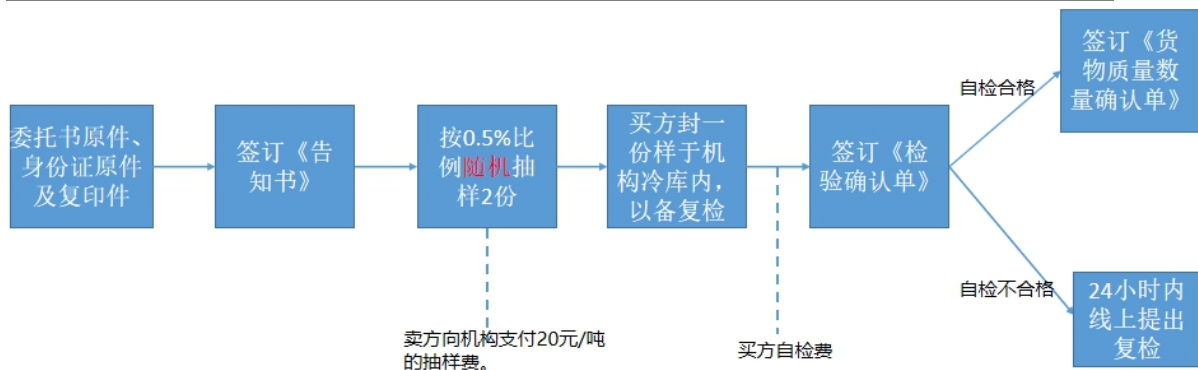 委托书原件、
身份证原件
及复印件
签订《告
知书》
按0.5%比
例随机抽
样2份
卖方向机构支付20元/吨
的抽样费。
买方封一
份样于机
构冷库内，
以备复检
买方自检费
签订《检
验确认单》
自检合格
签订《货
物质量数
量确认单》
自检不合格
24小时内
线上提出
复检